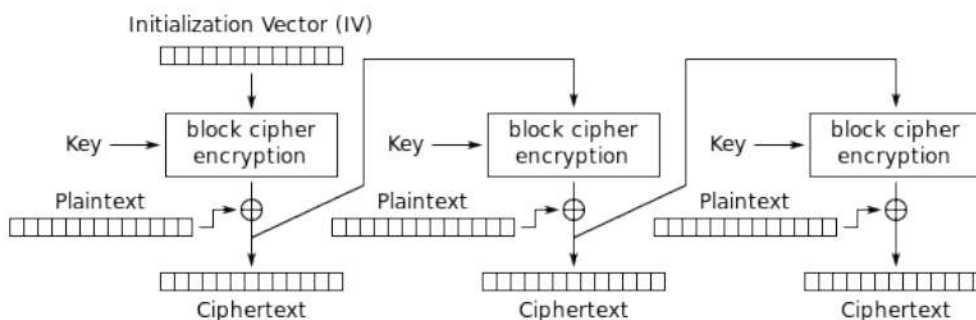 Initialization Vector (IV)
Key
block cipher
encryption
Key
block cipher
encryption
Key
block cipher
encryption
Plaintext
Plaintext
Plaintext
Ciphertext
Ciphertext
Ciphertext